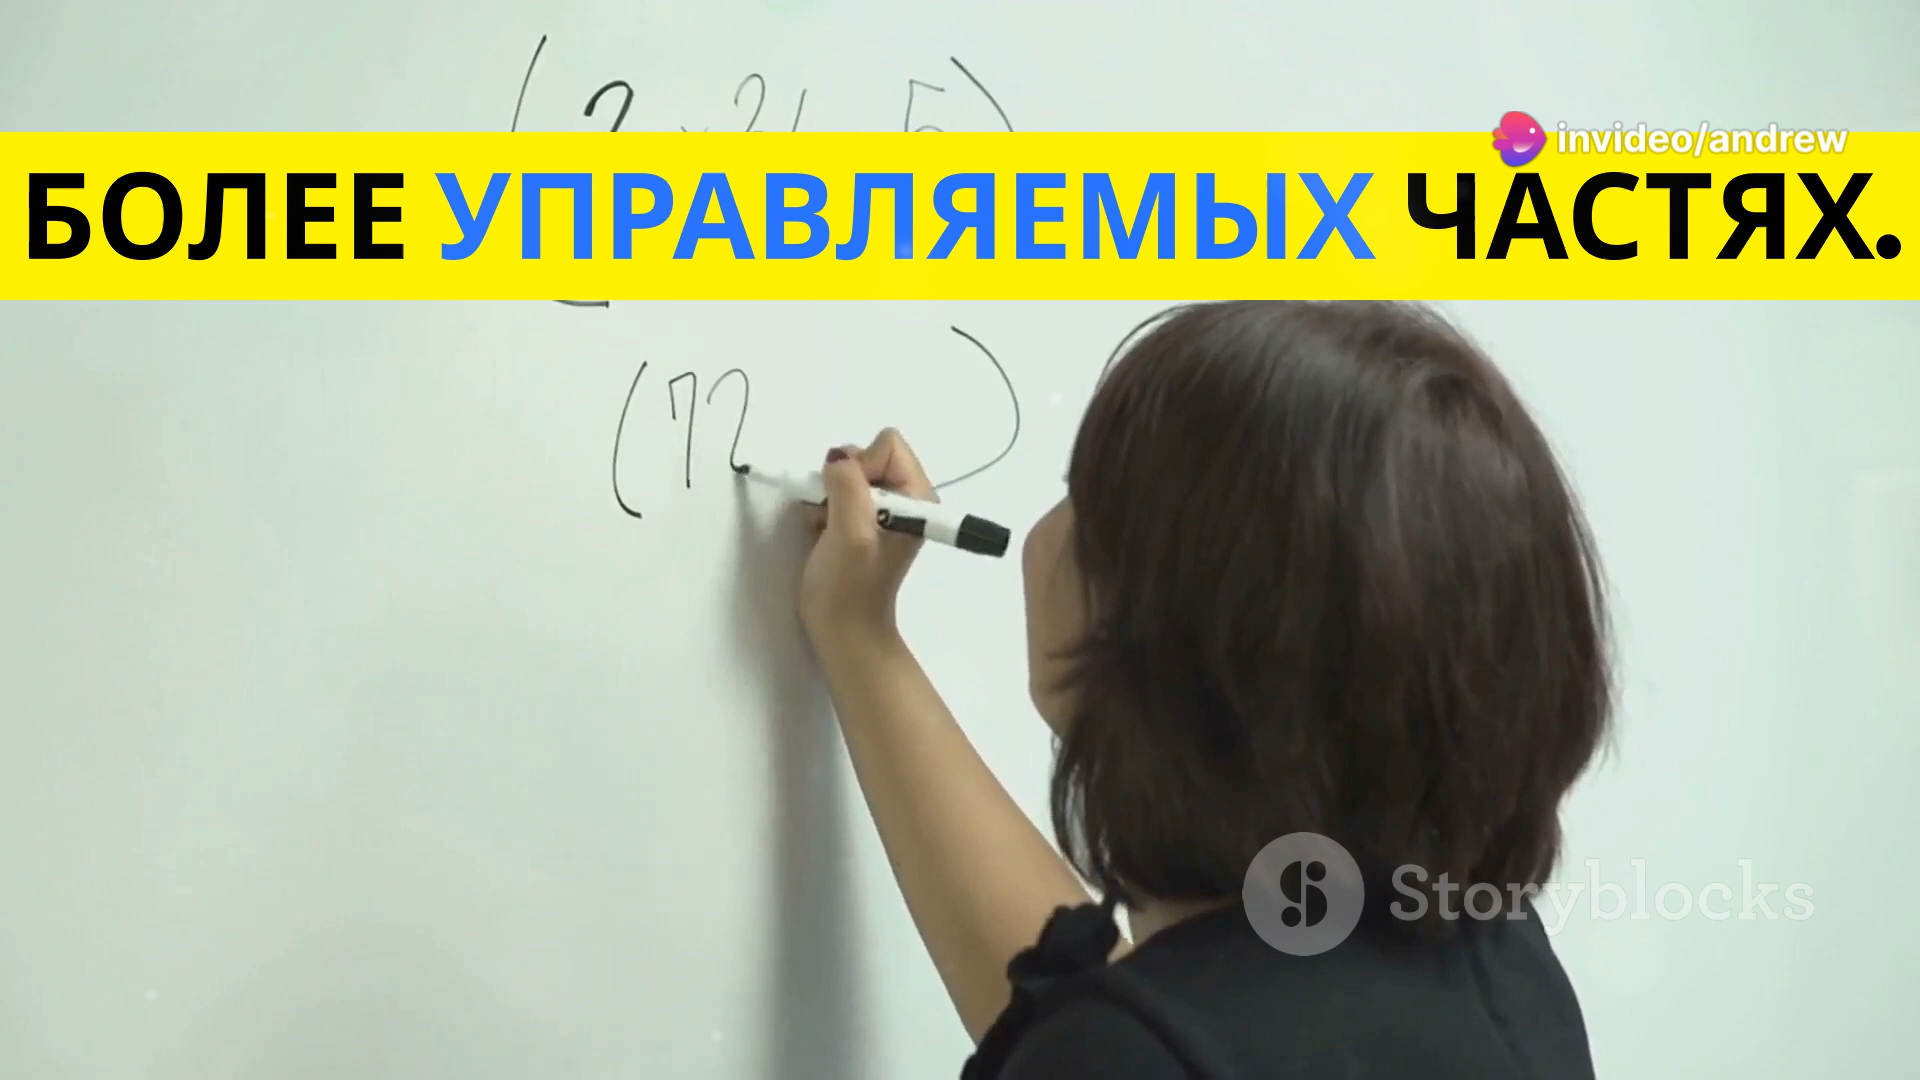 invideo/andrew
БОЛЕЕ УПРАВЛЯЕМЫХ ЧАСТЯХ.
(72 )
Storyblocks